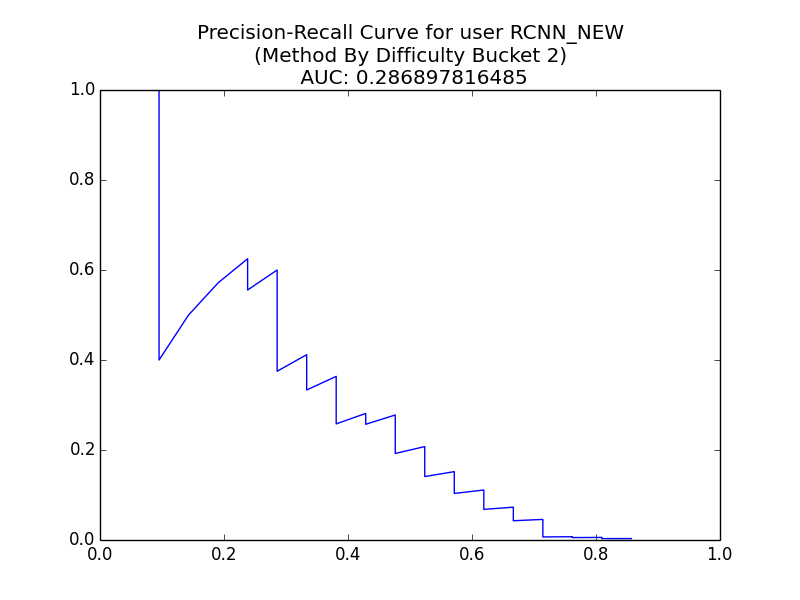 Precision-Recall Curve for user RCNN_NEW
(Method By Difficulty Bucket 2)
AUC: 0.286897816485
1.0
0.8
0.6
0.4
0.2
0.0
0.0 0.2 0.4 0.6 0.8 1.0